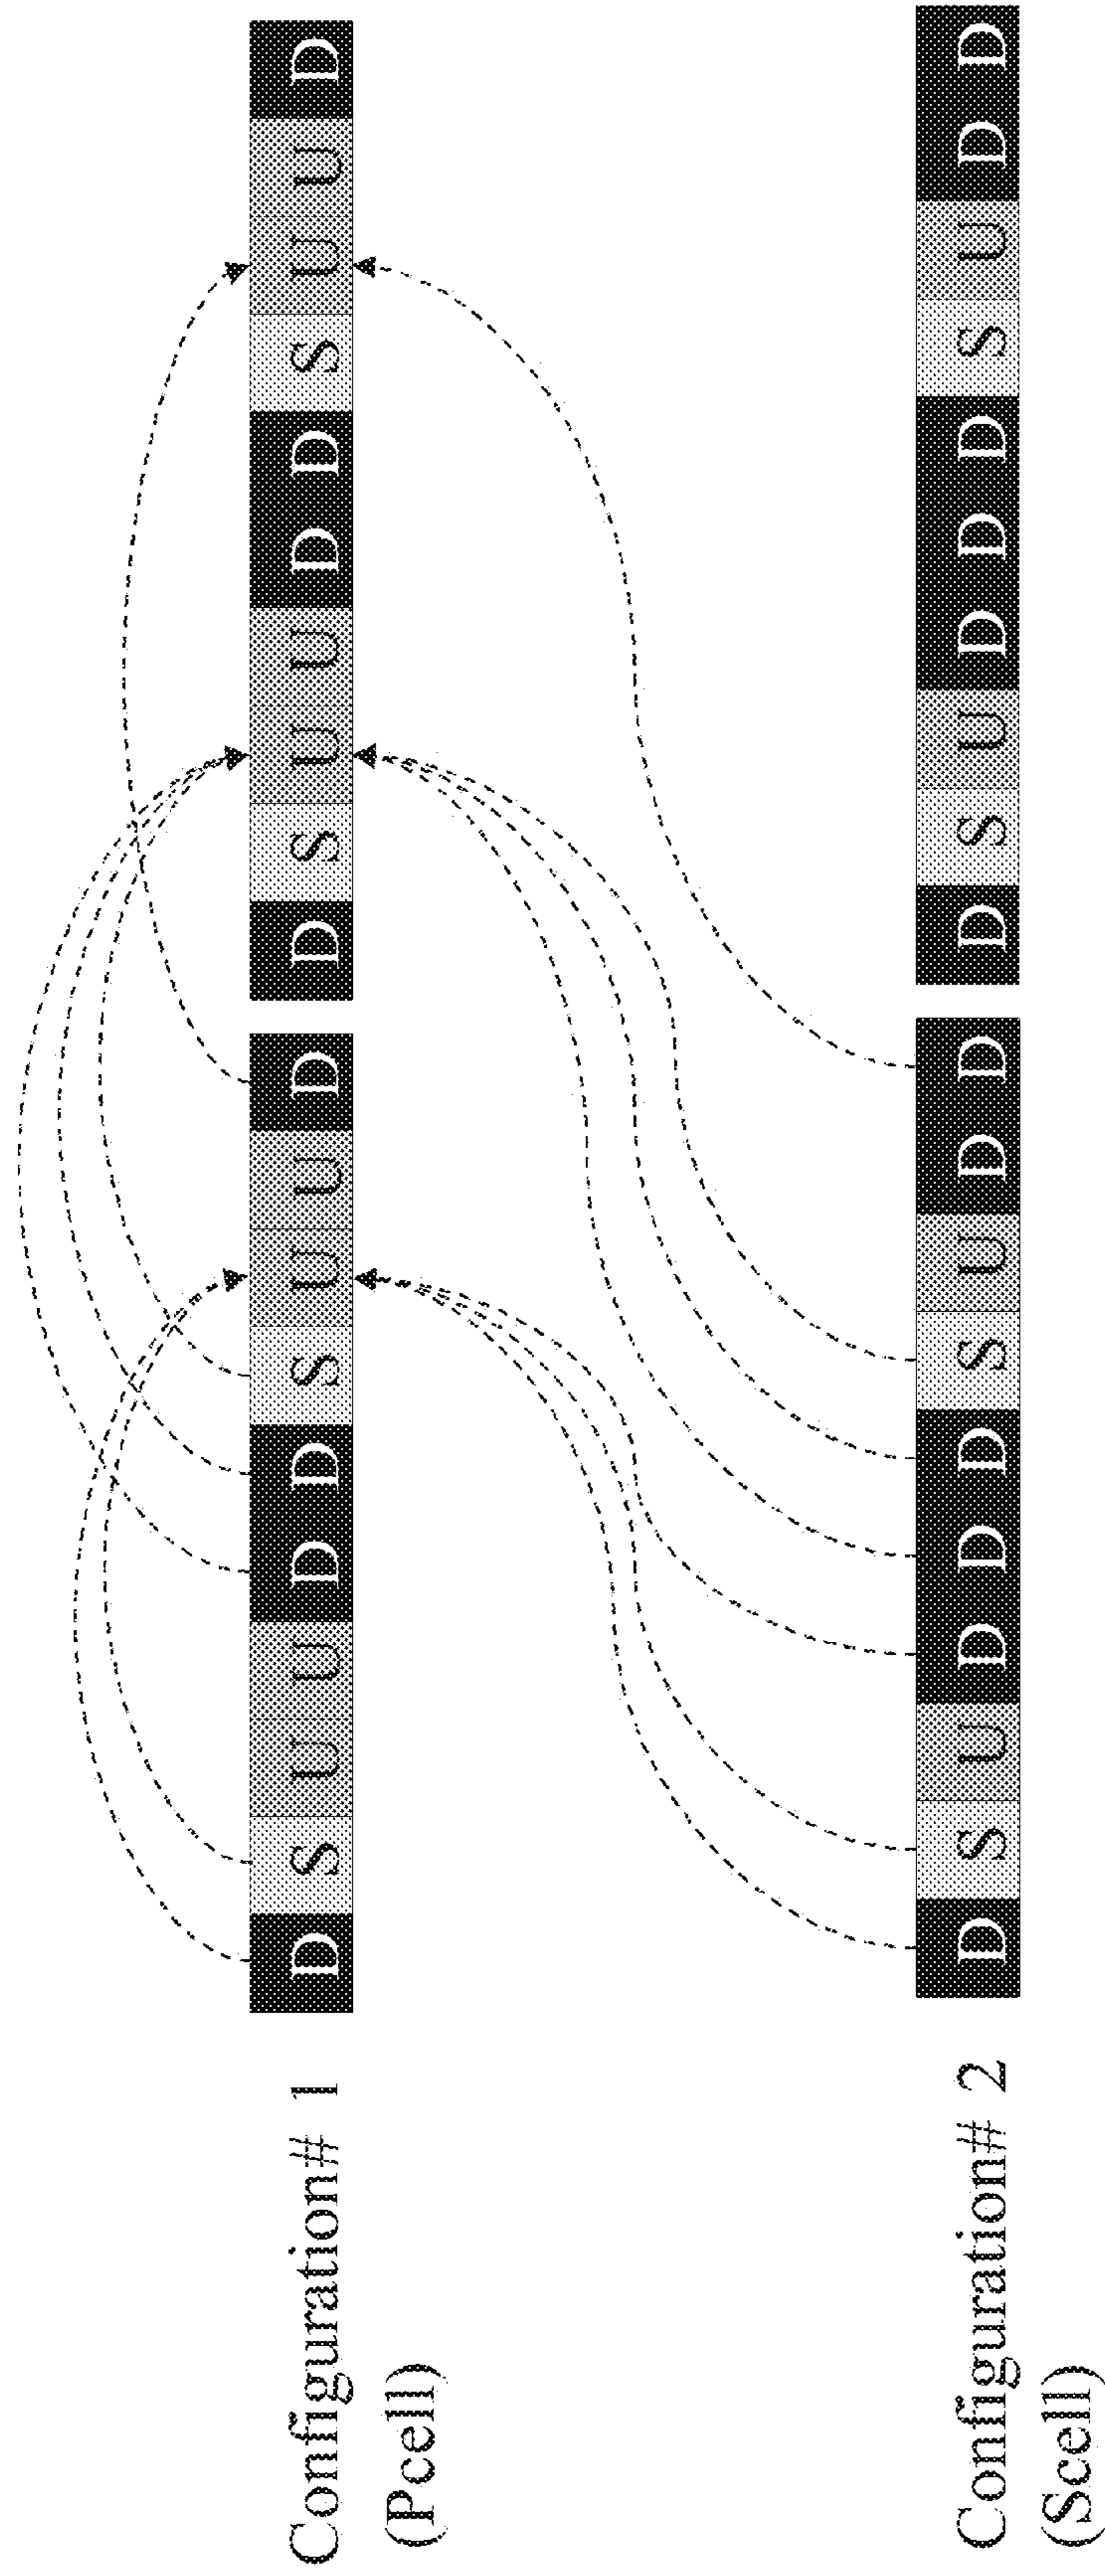 Configuration# 1 D S U U D D S U U D D S U U D D S U U D
(Pcell)
Configuration# 2 D S U D D D S U D D D S U D D D S U D D
(Scell)